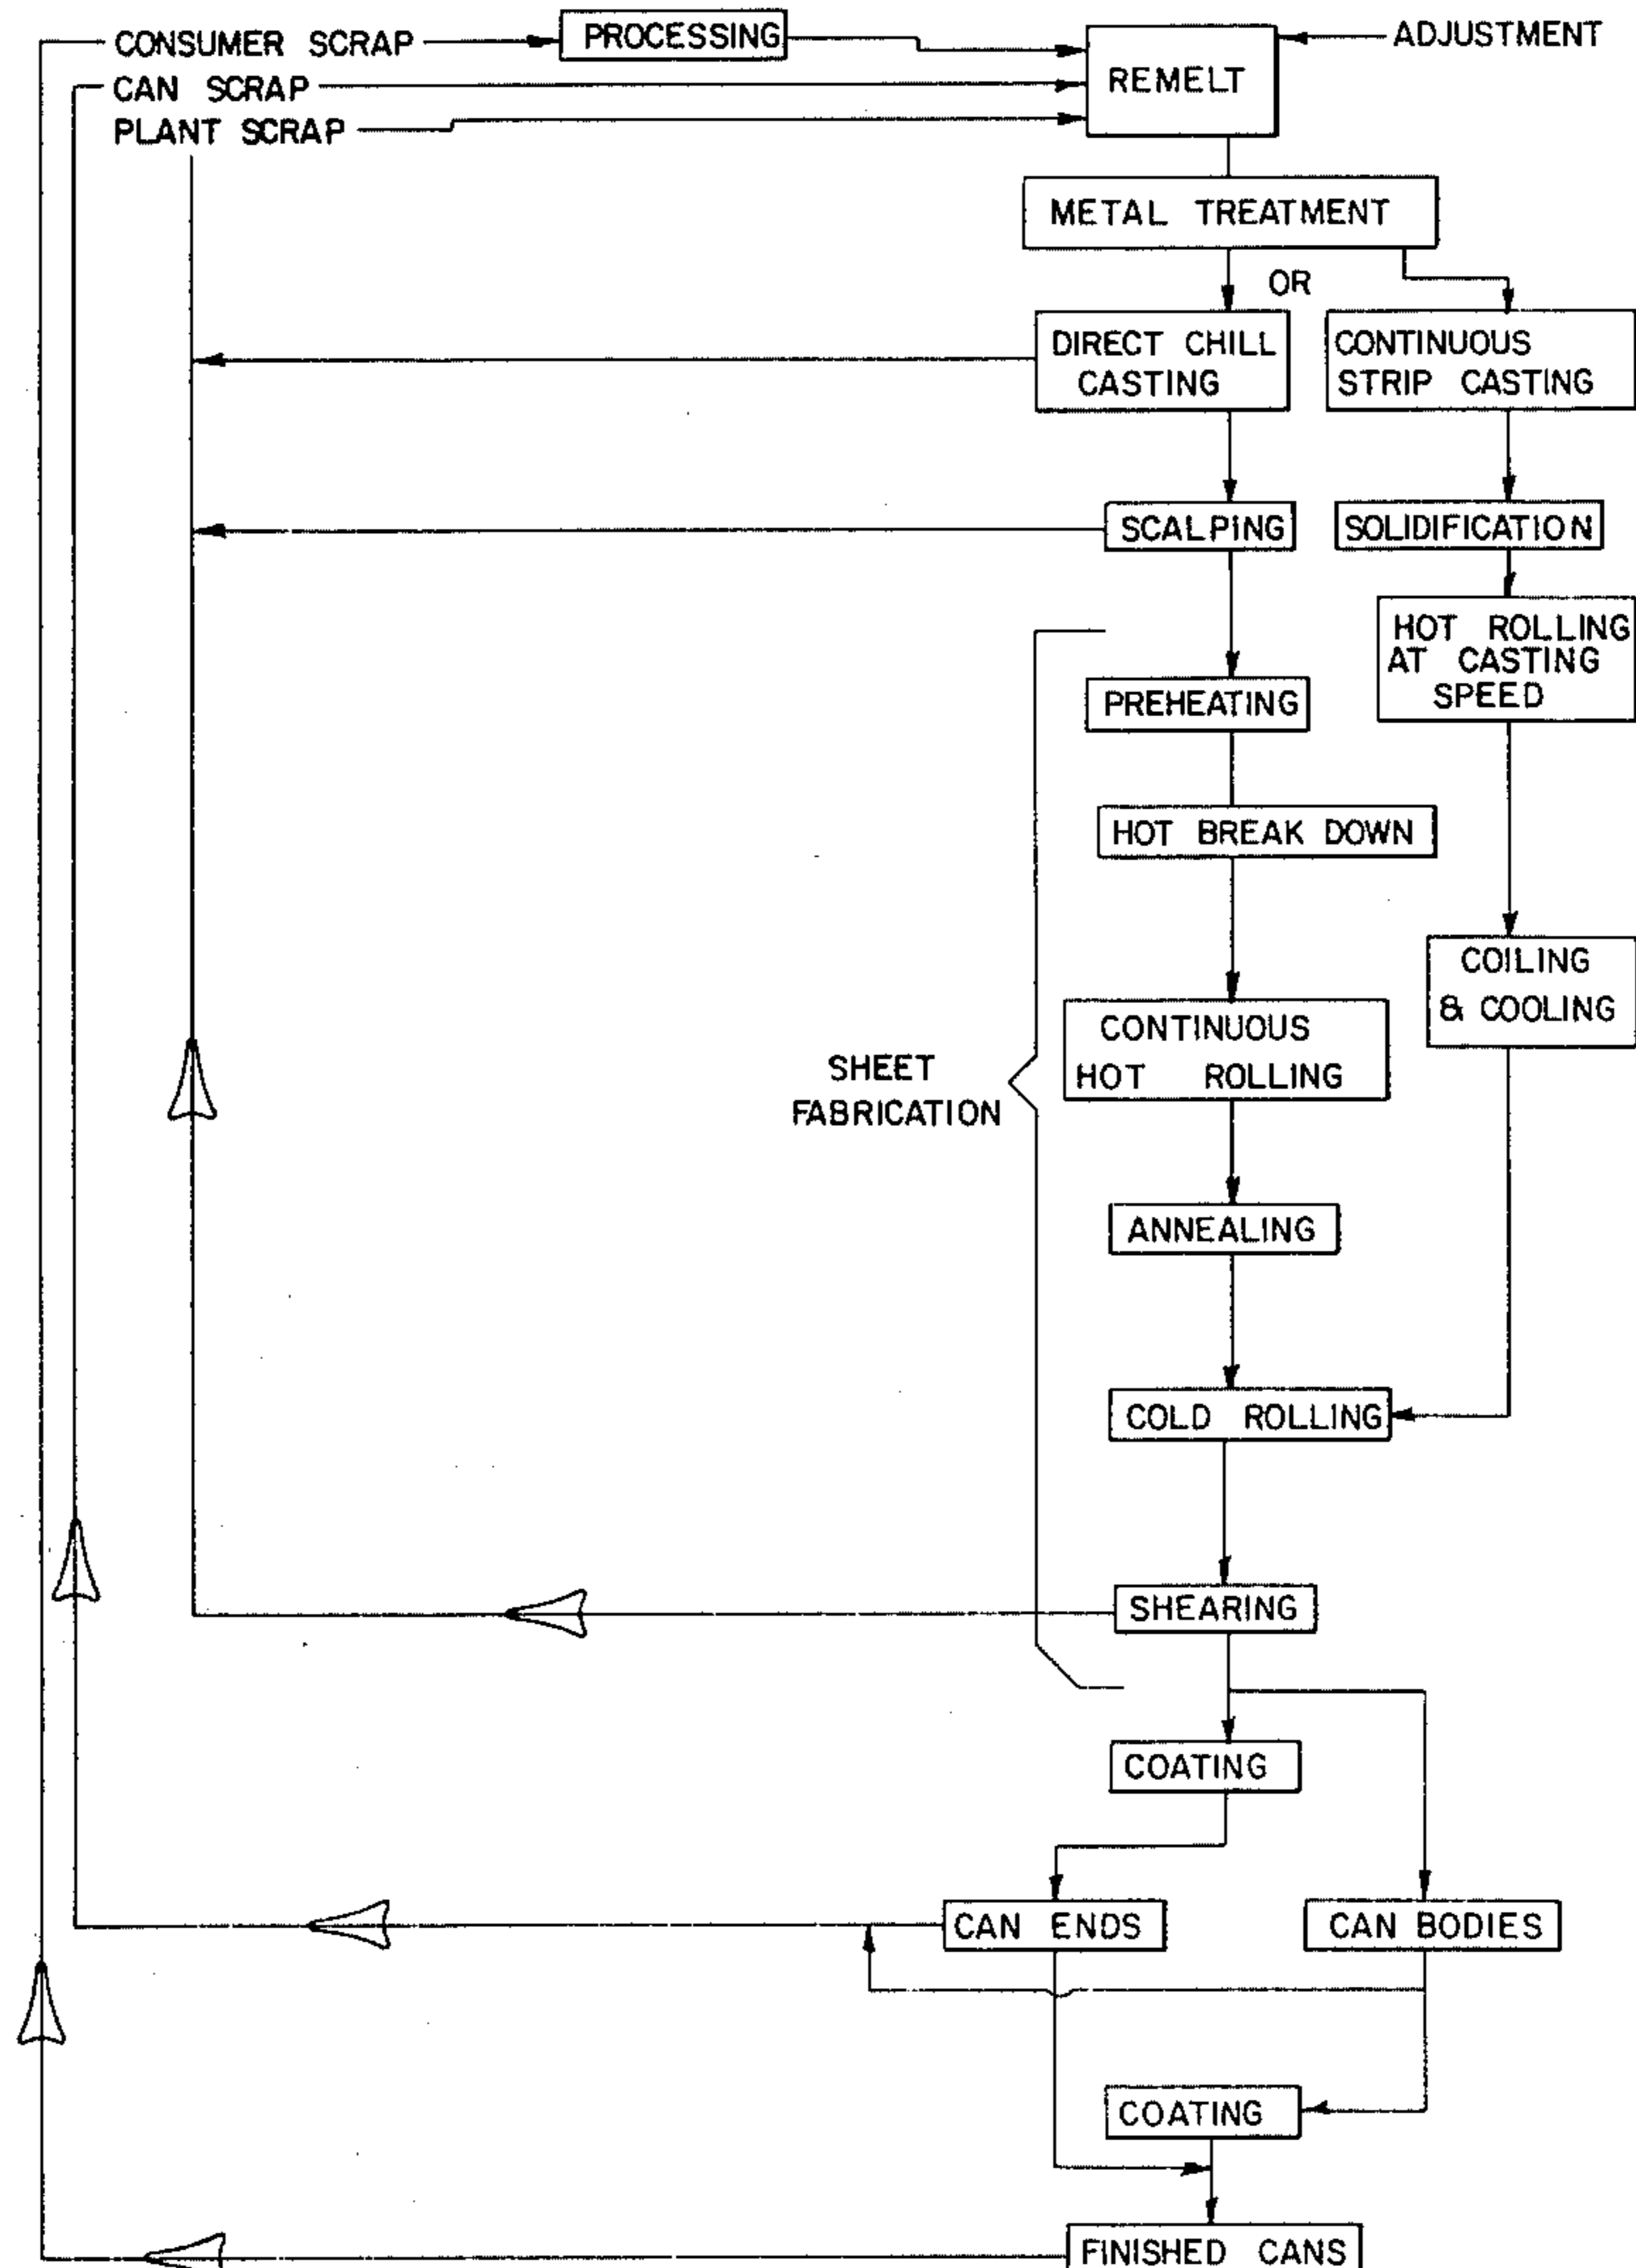 CONSUMER SCRAP
PROCESSING
ADJUSTMENT
CAN SCRAP
REMELT
PLANT SCRAP
METAL TREATMENT
OR
DIRECT CHILL
CASTING
CONTINUOUS
STRIP CASTING
SCALPING
SOLIDIFICATION
HOT ROLLING
AT CASTING
SPEED
PREHEATING
HOT BREAK DOWN
COILING
& COOLING
CONTINUOUS
HOT ROLLING
SHEET
FABRICATION
ANNEALING
COLD ROLLING
SHEARING
COATING
CAN ENDS
CAN BODIES
COATING
FINISHED CANS